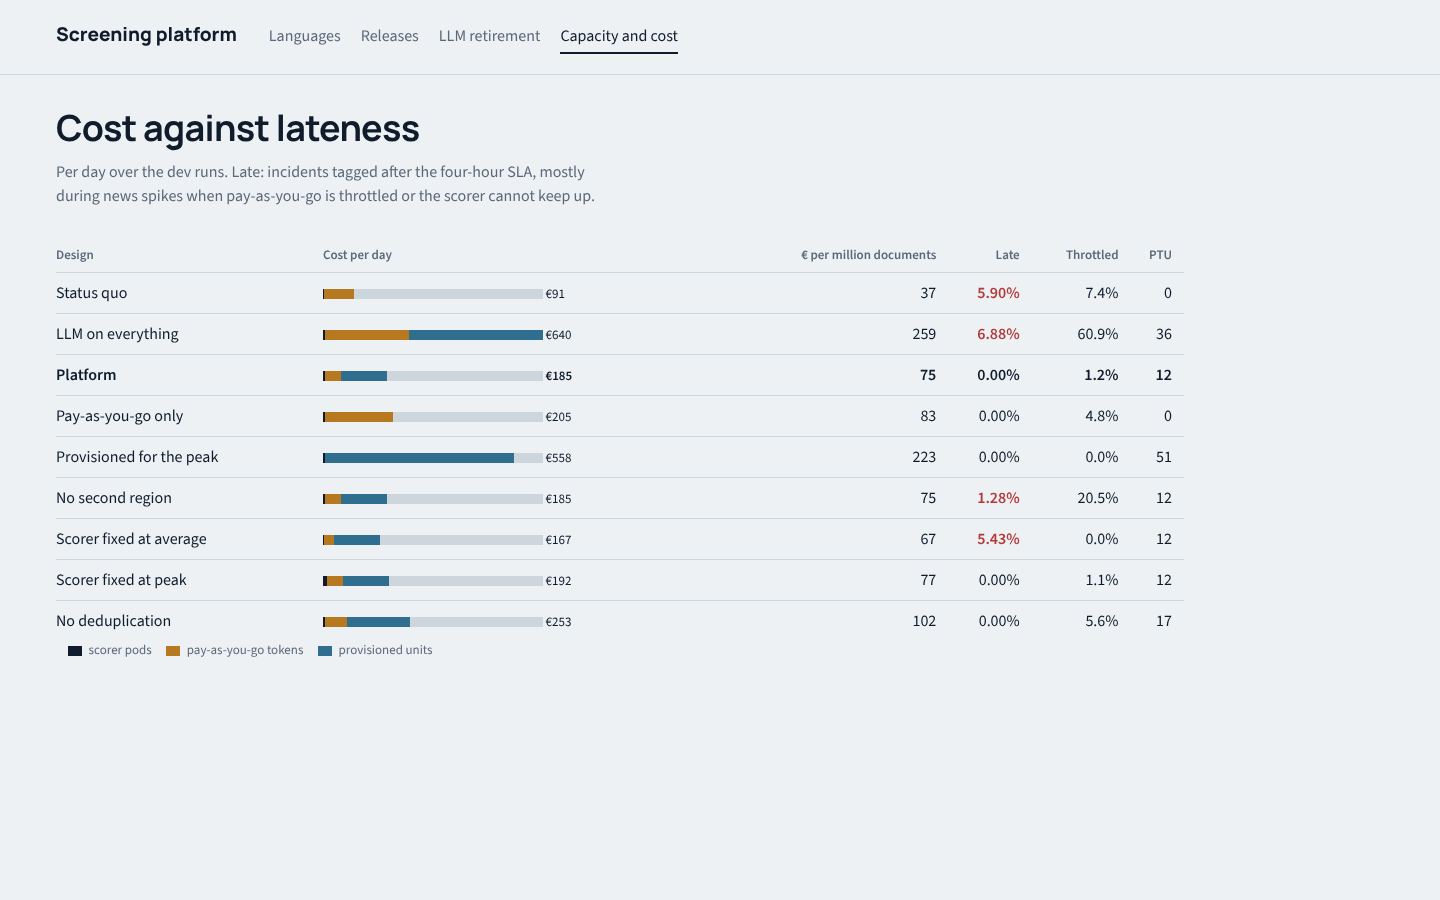 Screening platform Languages Releases LLM retirement Capacity and cost
Cost against lateness
Per day over the dev runs. Late: incidents tagged after the four-hour SLA, mostly
during news spikes when pay-as-you-go is throttled or the scorer cannot keep up.
Design Cost per day € per million documents Late Throttled PTU
Status quo €91 37 5.90% 7.4% 0
LLM on everything €640 259 6.88% 60.9% 36
Platform €185 75 0.00% 1.2% 12
Pay-as-you-go only €205 83 0.00% 4.8% 0
Provisioned for the peak €558 223 0.00% 0.0% 51
No second region €185 75 1.28% 20.5% 12
Scorer fixed at average €167 67 5.43% 0.0% 12
Scorer fixed at peak €192 77 0.00% 1.1% 12
No deduplication €253 102 0.00% 5.6% 17
scorer pods pay-as-you-go tokens provisioned units